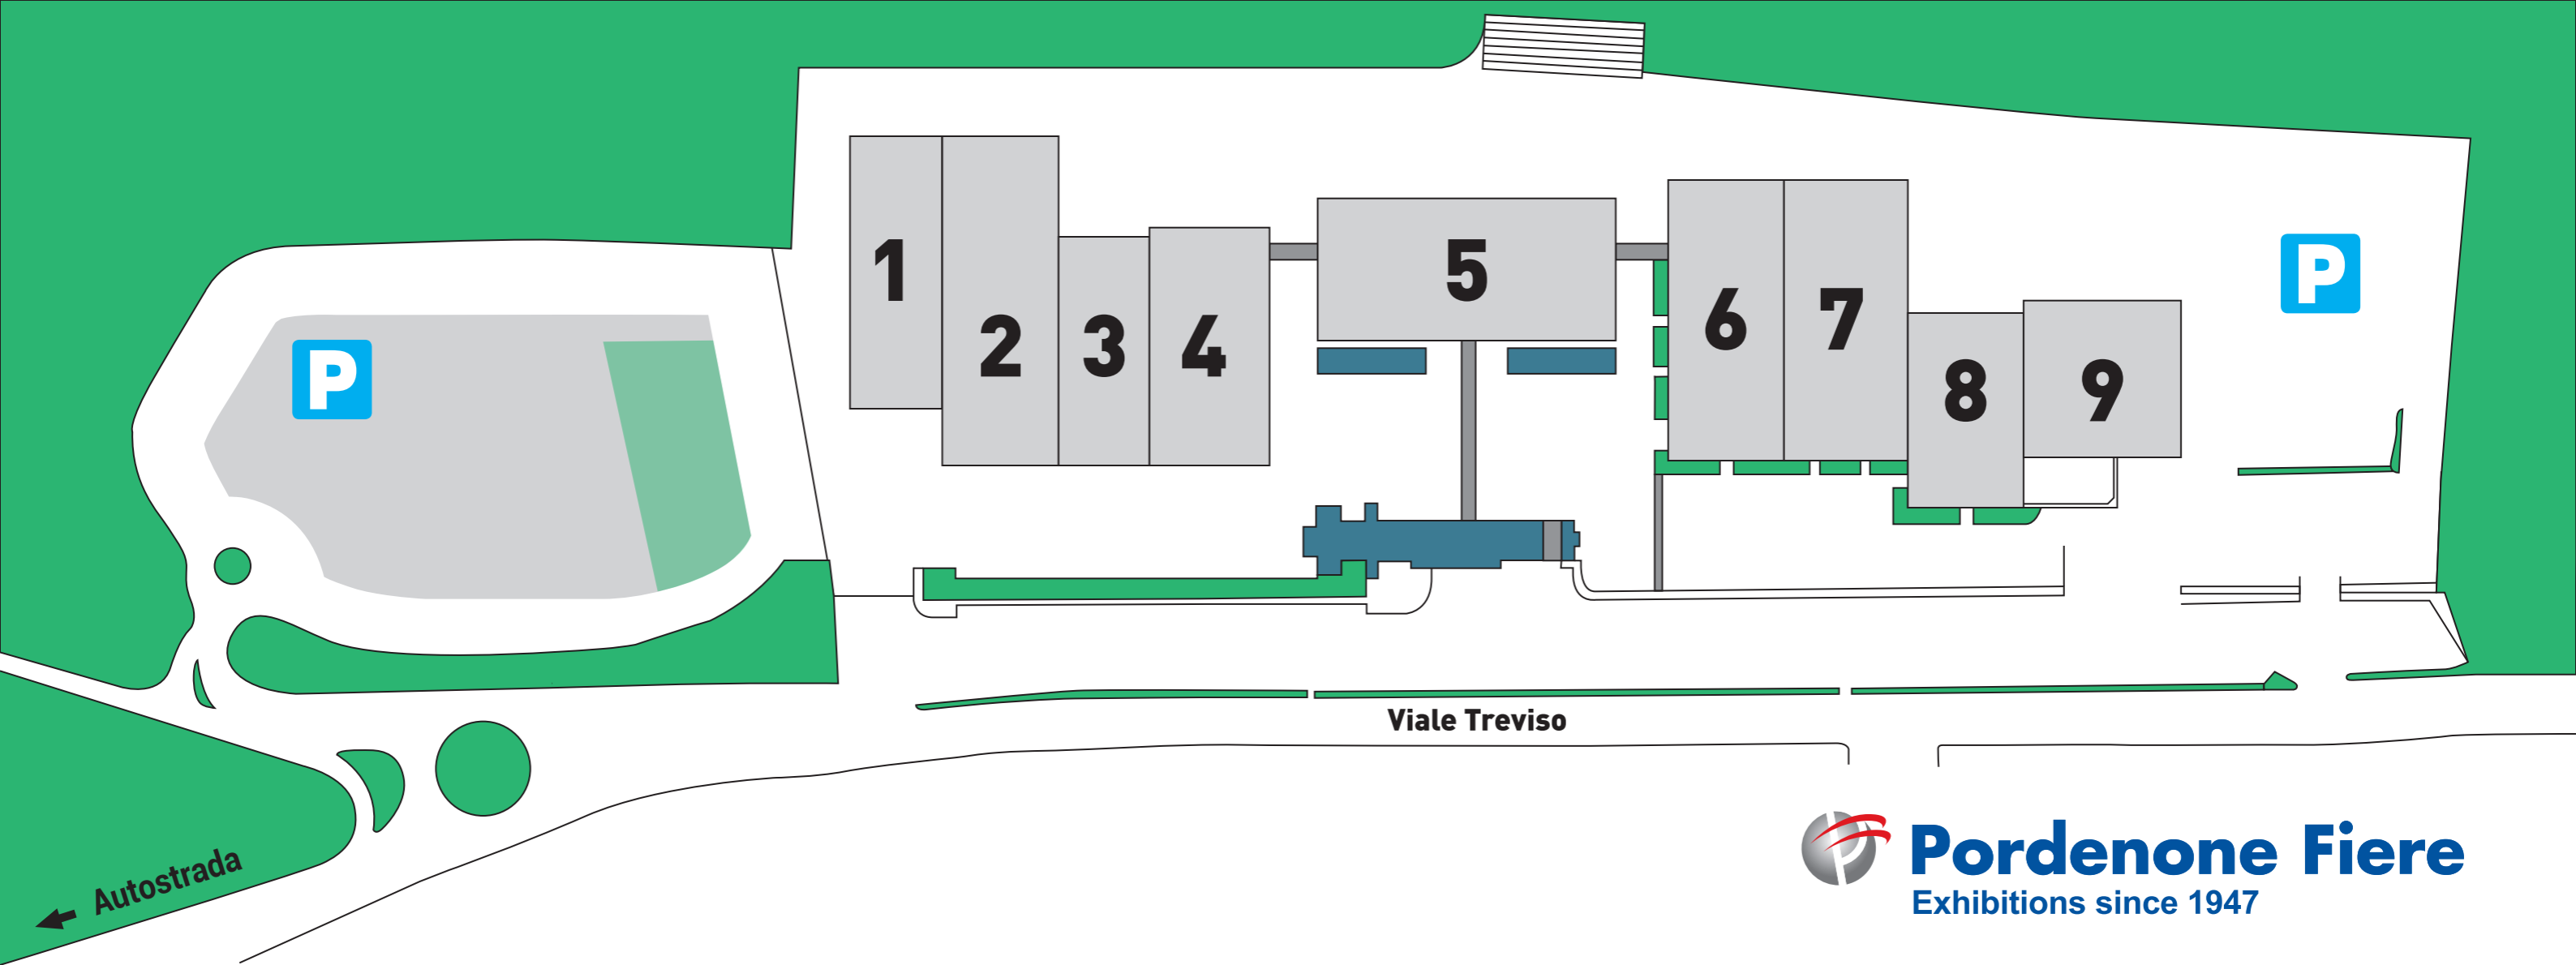 1
2
3
4
5
6
7
8
9
P
P
Viale Treviso
Autostrada
Pordenone Fiere
Exhibitions since 1947